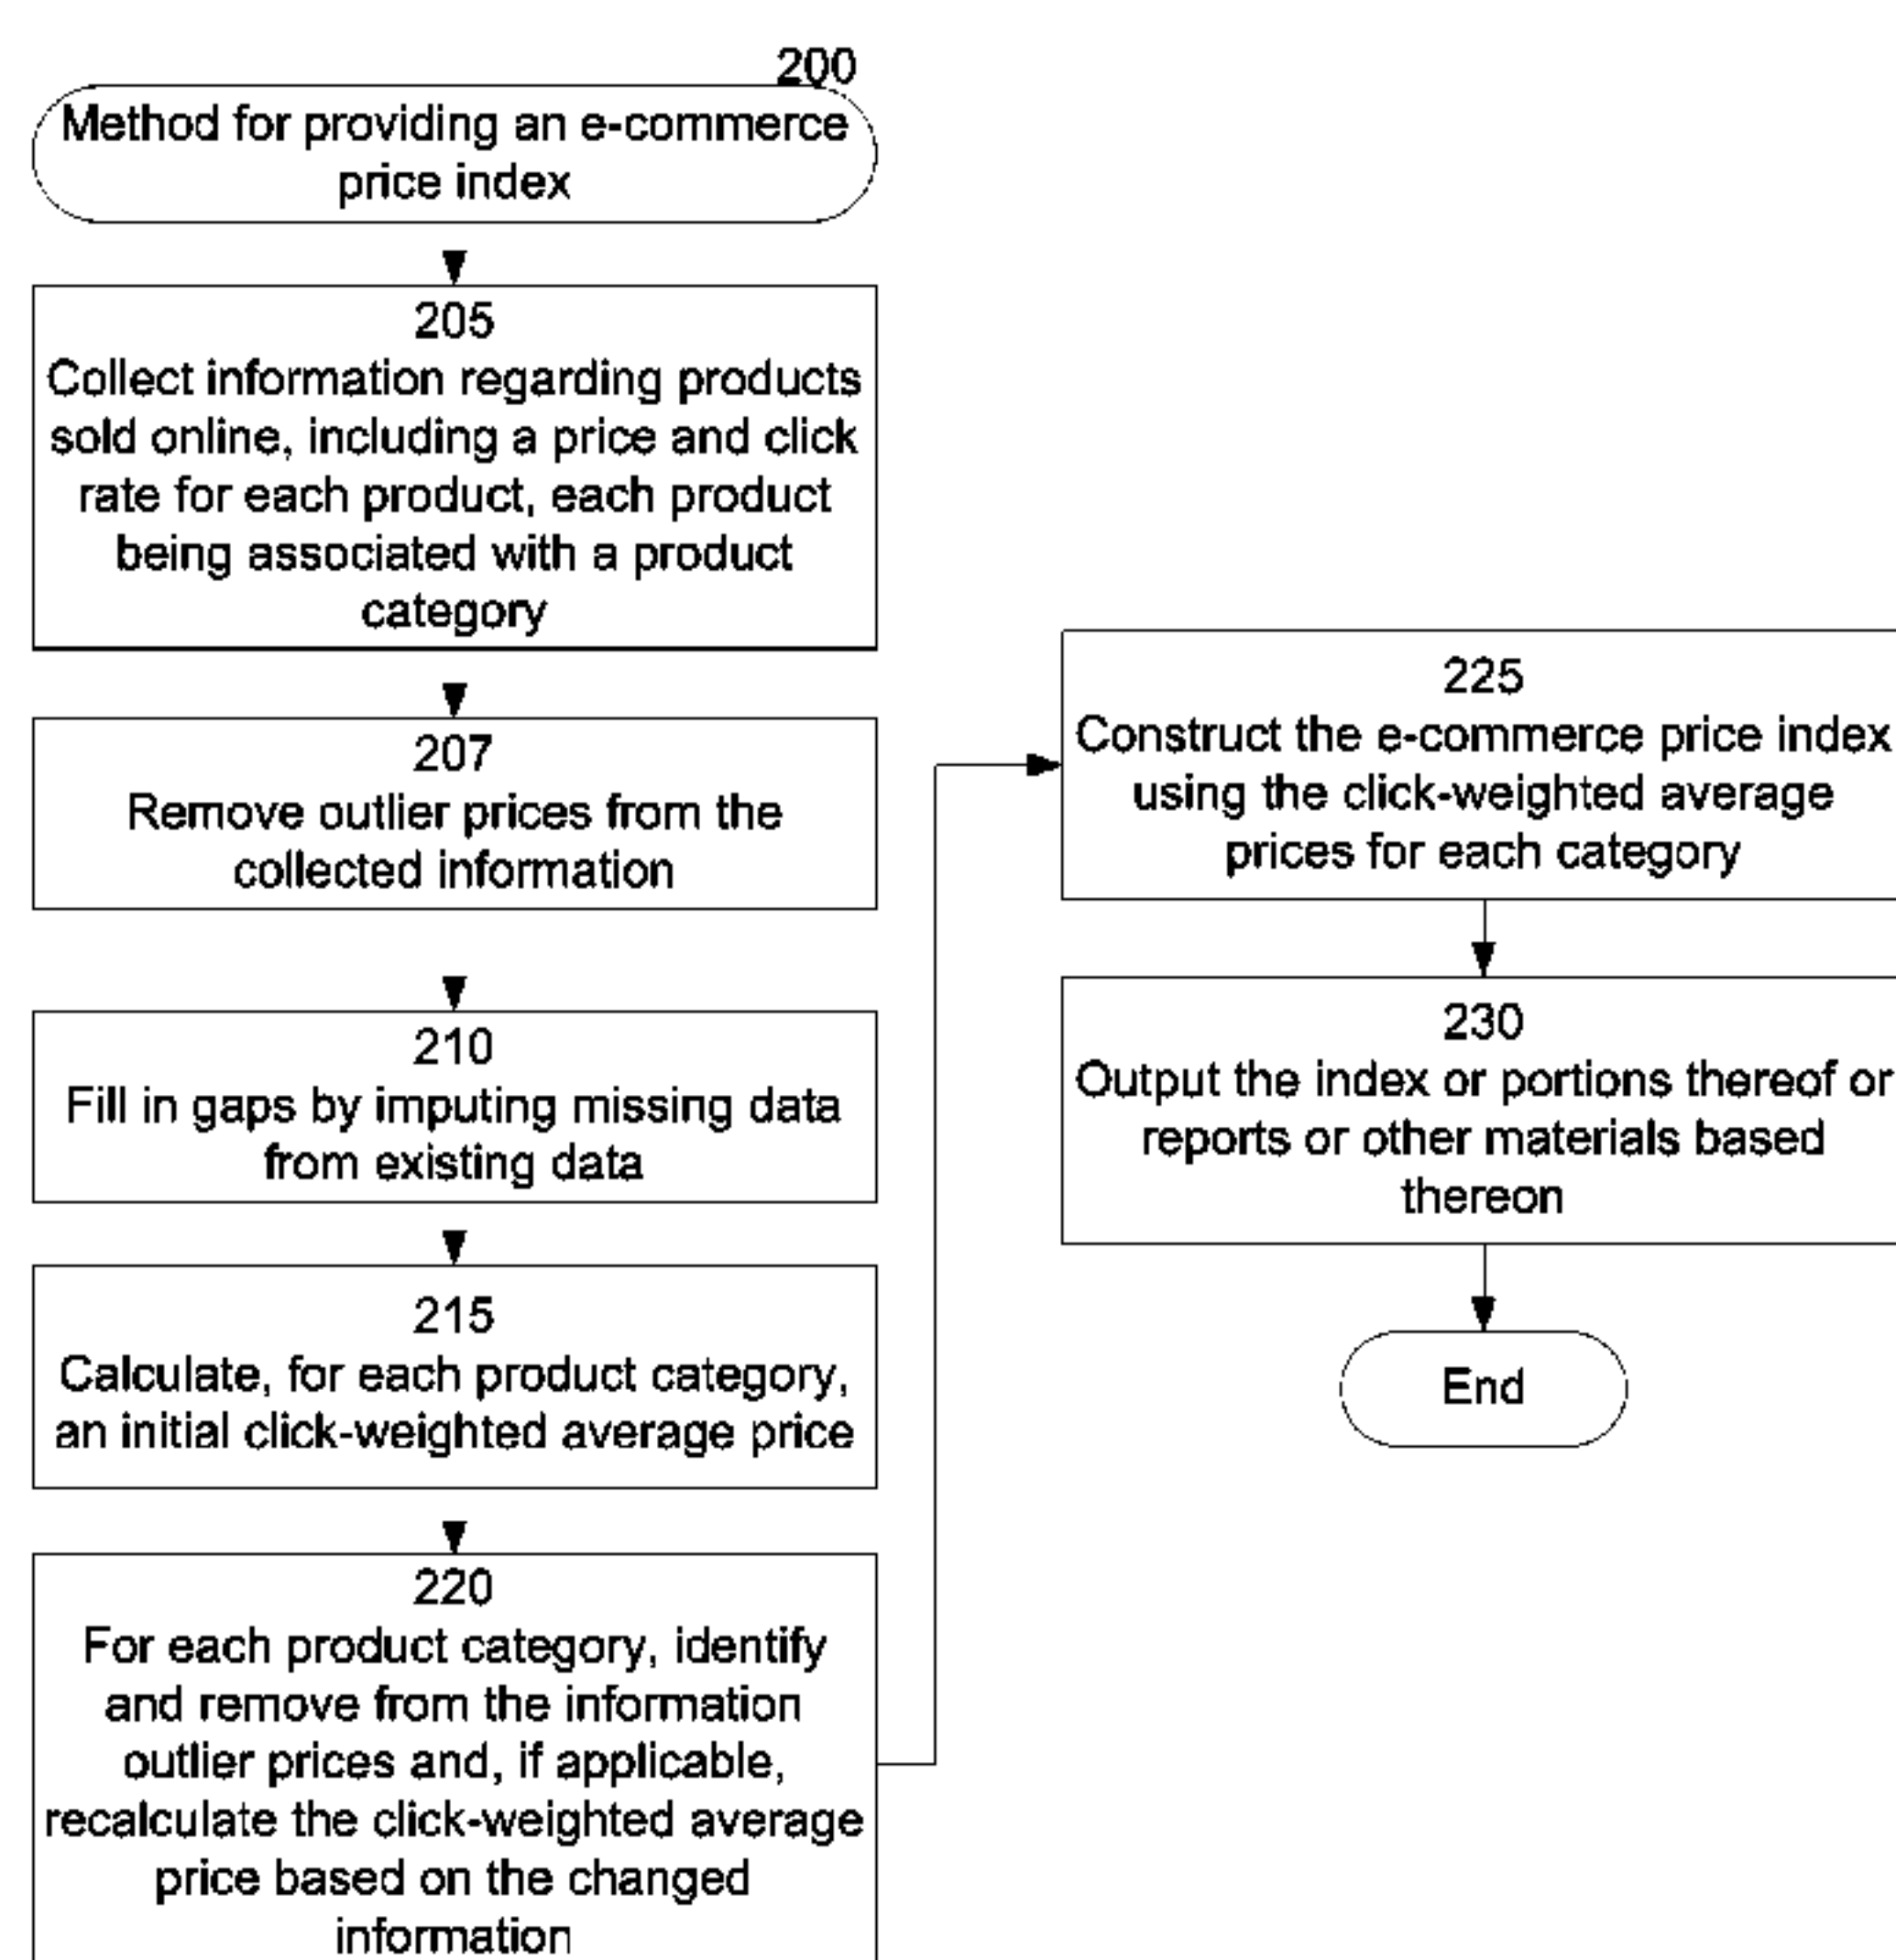 200
Method for providing an e-commerce
price index
205
Collect information regarding products
sold online, including a price and click
rate for each product, each product
being associated with a product
category
207
Remove outlier prices from the
collected information
210
Fill in gaps by imputing missing data
from existing data
215
Calculate, for each product category,
an initial click-weighted average price
220
For each product category, identify
and remove from the information
outlier prices and, if applicable,
recalculate the click-weighted average
price based on the changed
information
225
Construct the e-commerce price index
using the click-weighted average
prices for each category
230
Output the index or portions thereof or
reports or other materials based
thereon
End